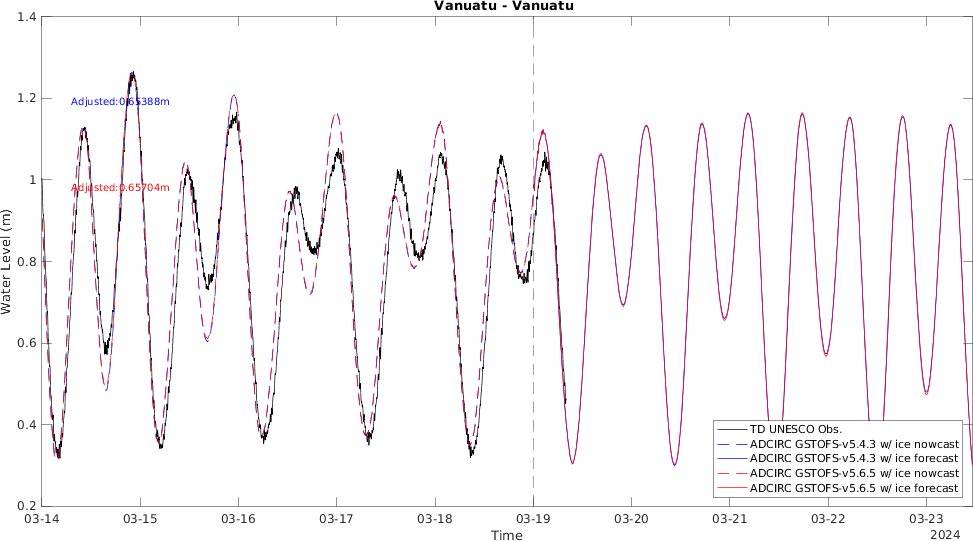 Vanuatu - Vanuatu
1.4
1.2
1
0.8
0.6
0.4
0.2
Water Level (m)
Adjusted:0.65388m
Adjusted:0.65704m
TD UNESCO Obs.
ADCIRC GSTOFS-v5.4.3 w/ ice nowcast
ADCIRC GSTOFS-v5.4.3 w/ ice forecast
ADCIRC GSTOFS-v5.6.5 w/ ice nowcast
ADCIRC GSTOFS-v5.6.5 w/ ice forecast
03-14 03-15 03-16 03-17 03-18 03-19 03-20 03-21 03-22 03-23
Time
2024